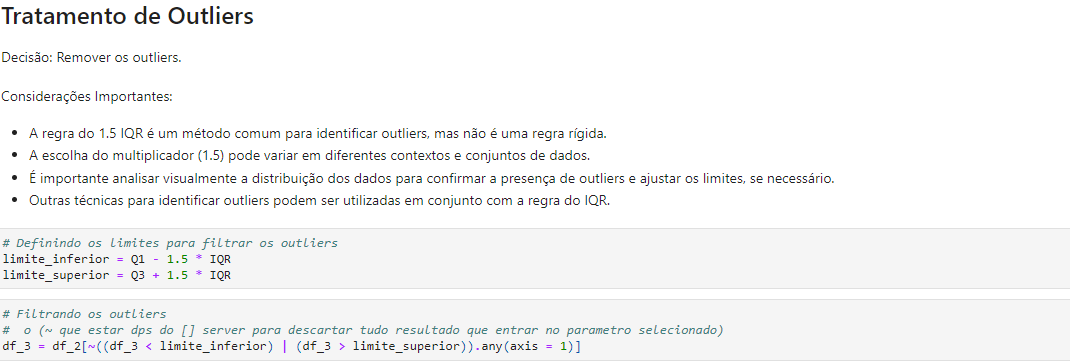 Tratamento de Outliers
Decisão: Remover os outliers.
Considerações Importantes:
• A regra do 1.5 IQR é um método comum para identificar outliers, mas não é uma regra rígida.
• A escolha do multiplicador (1.5) pode variar em diferentes contextos e conjuntos de dados.
• É importante analisar visualmente a distribuição dos dados para confirmar a presença de outliers e ajustar os limites, se necessário.
• Outras técnicas para identificar outliers podem ser utilizadas em conjunto com a regra do IQR.
# Definindo os limites para filtrar os outliers
limite_inferior = Q1 - 1.5 * IQR
limite_superior = Q3 + 1.5 * IQR
# Filtrando os outliers
#  o (~ que estar dps do [] server para descartar tudo resultado que entrar no parametro selecionado)
df_3 = df_2[~((df_3 < limite_inferior) | (df_3 > limite_superior)).any(axis = 1)]